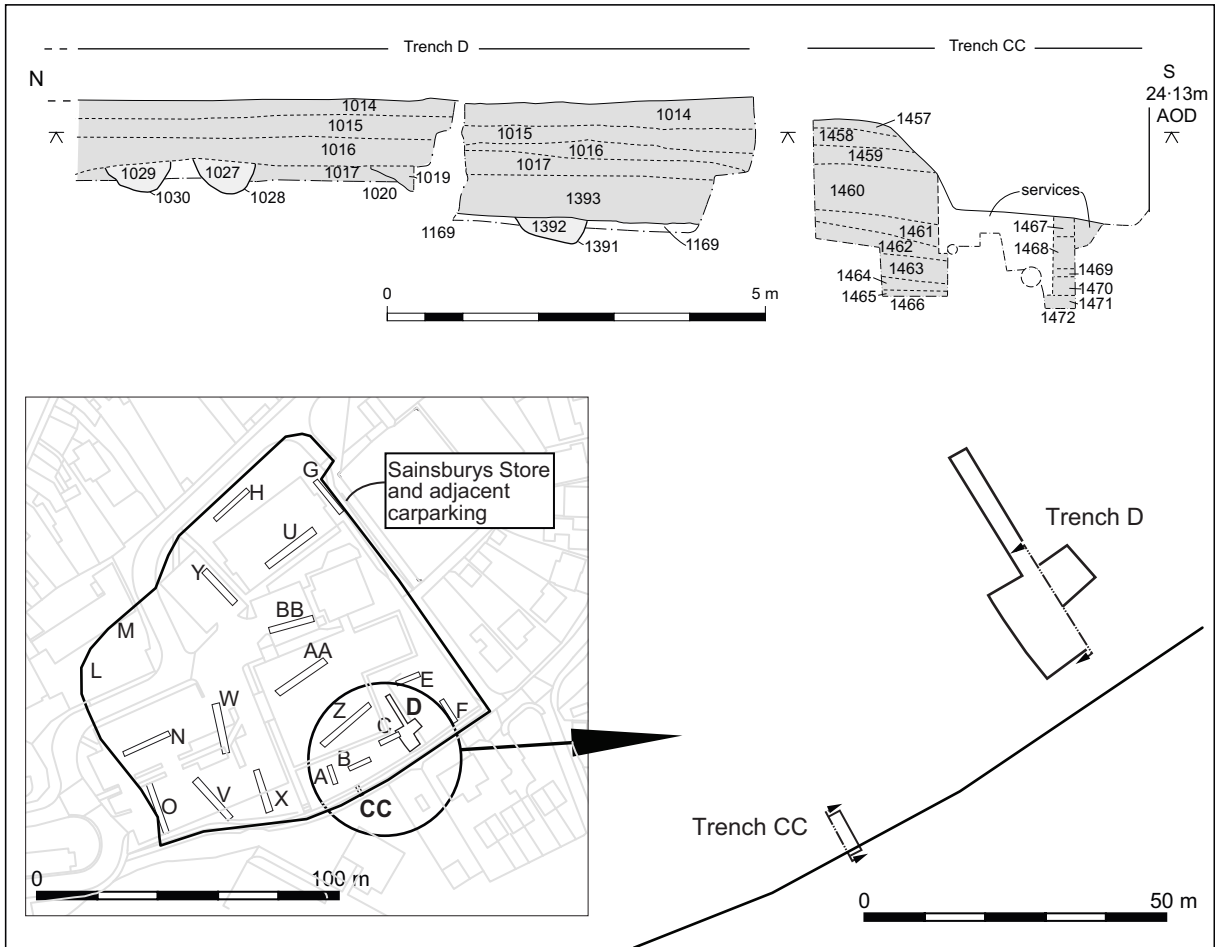 Trench D
Trench CC
N
S
24·13m
AOD
1014
1015
1016
1017
1029
1027
1019
1020
1030
1028
1014
1015
1016
1017
1393
1392
1169
1391
1169
1457
1458
1459
1460
1461
1462
1463
1464
1465
1466
services
1467
1468
1469
1470
1471
1472
0
5 m
Sainsburys Store
and adjacent
carparking
G
H
U
Y
BB
M
L
AA
E
W
Z
D
F
C
N
B
A
O
V
X
CC
0
100 m
Trench D
Trench CC
0
50 m